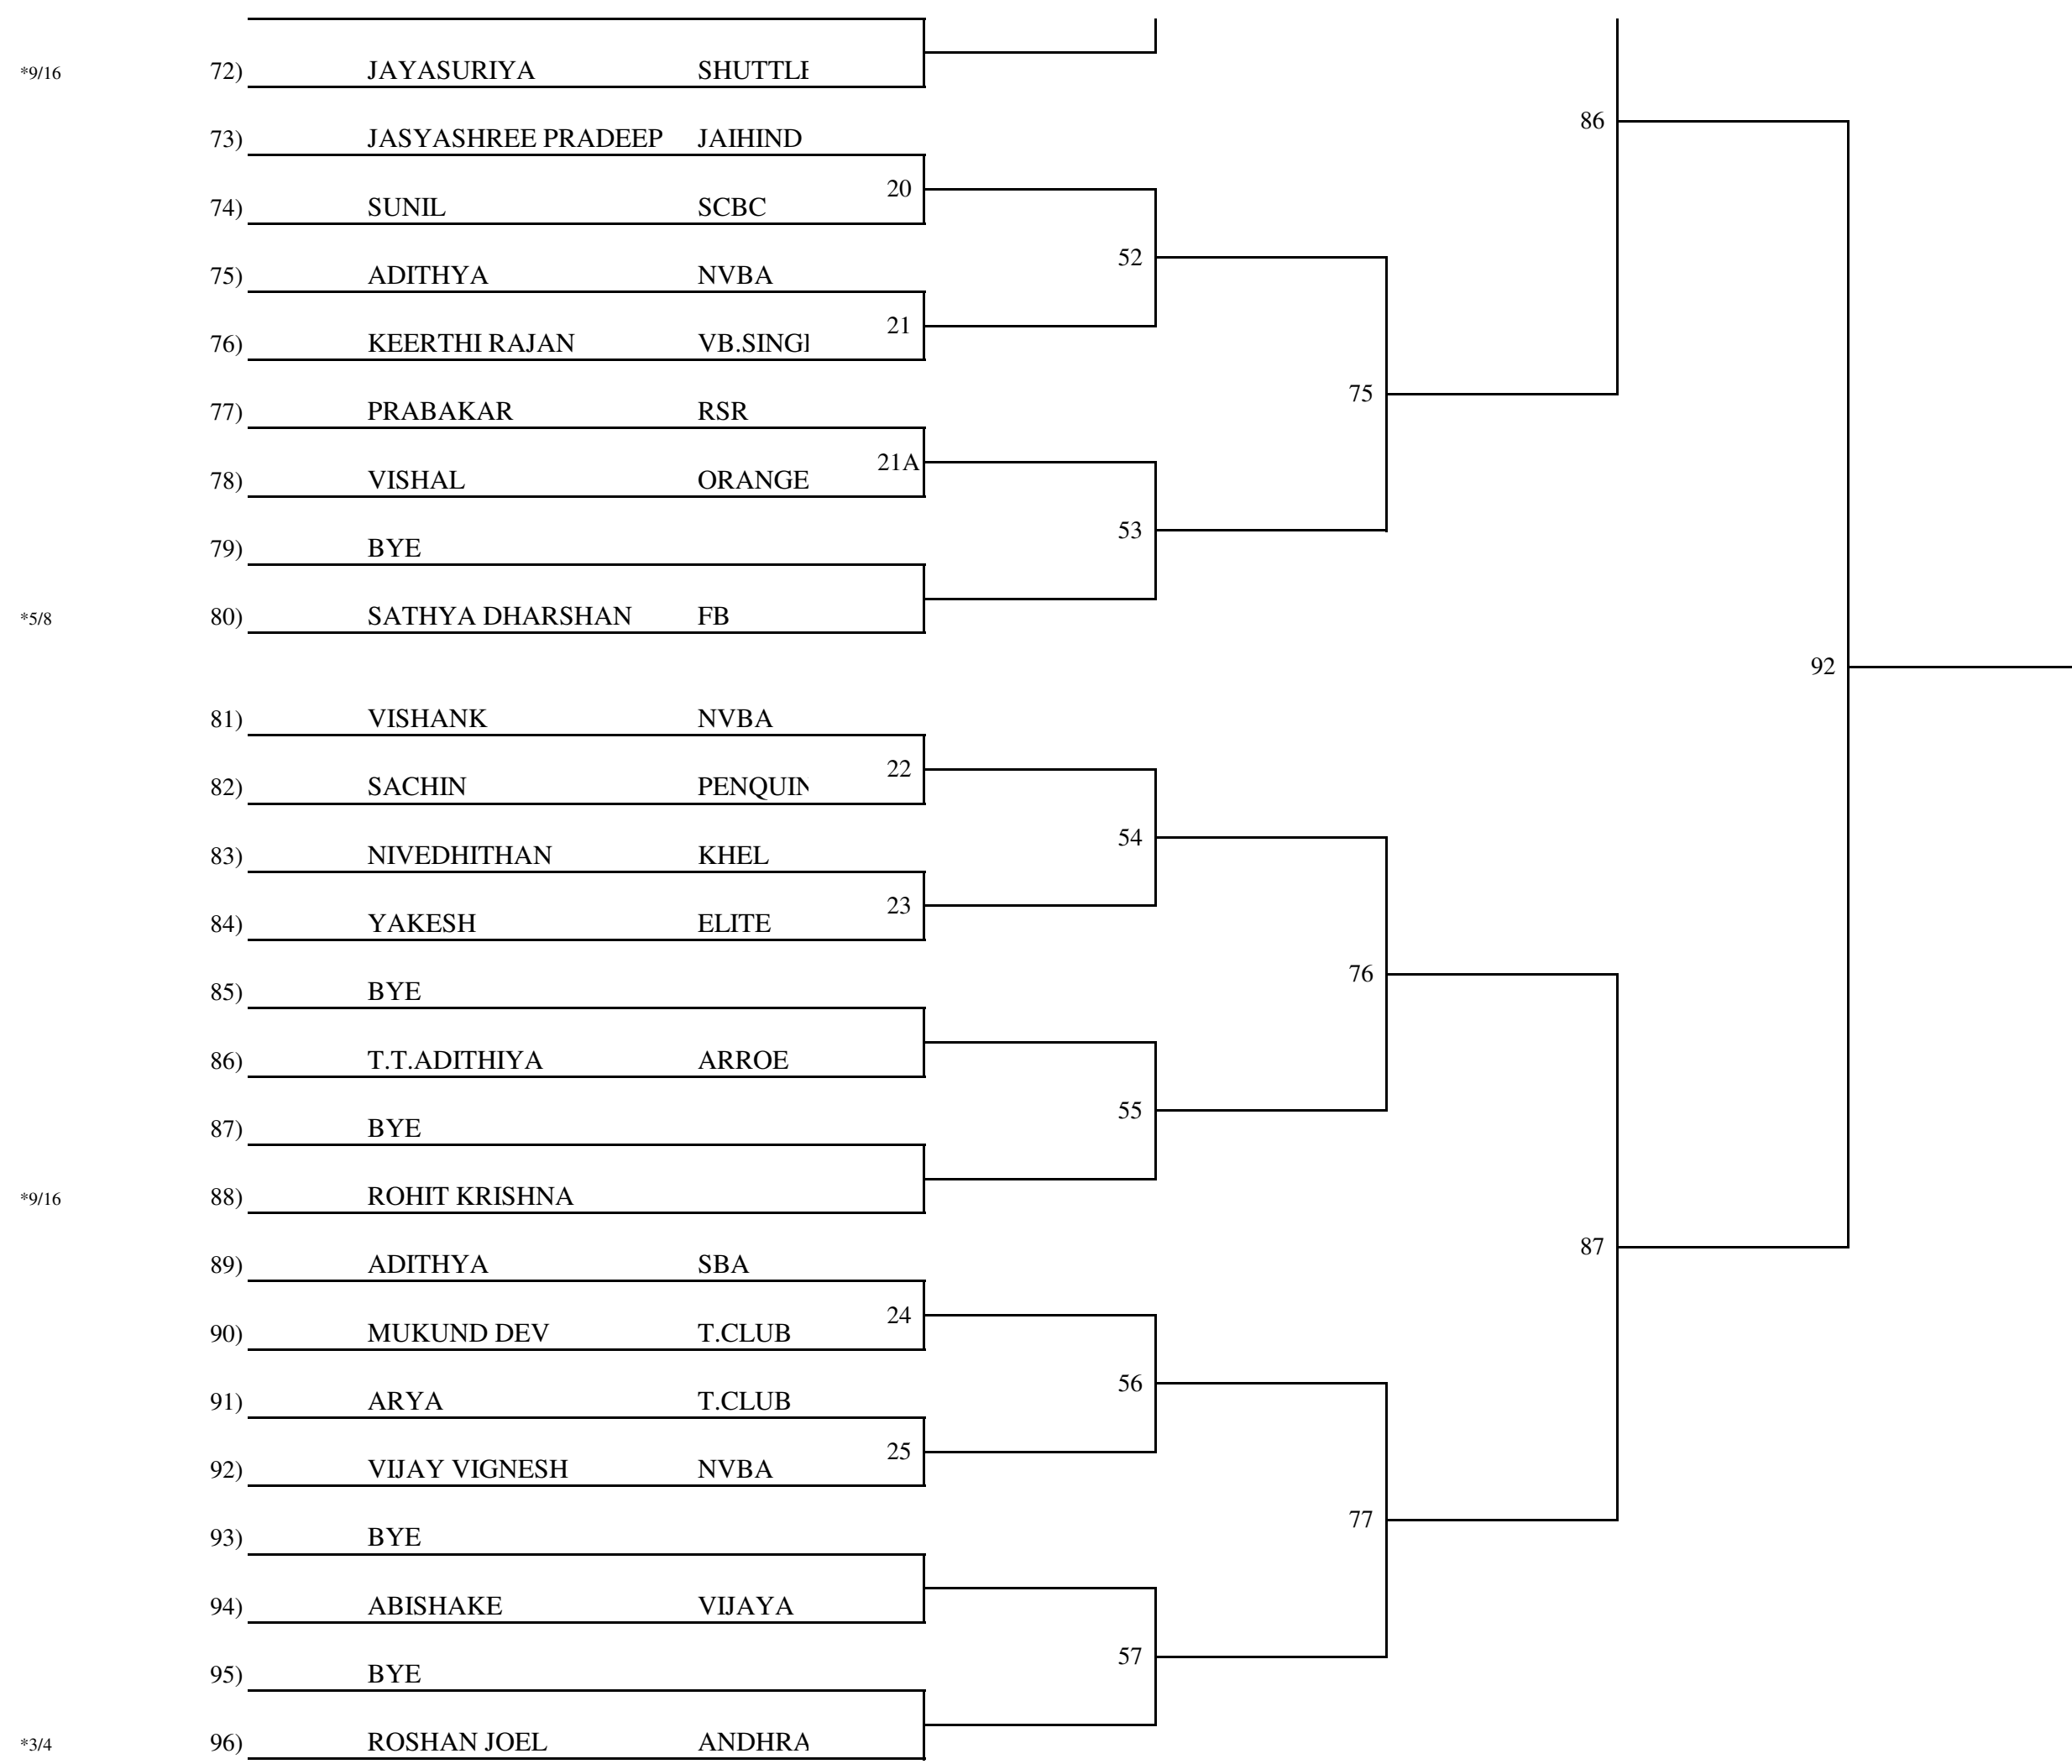 *9/16 72) JAYASURIYA SHUTTLE
86
73) JASYASHREE PRADEEP JAIHIND
20
74) SUNIL SCBC
52
75) ADITHYA NVBA
21
76) KEERTHI RAJAN VB.SING
75
77) PRABAKAR RSR
21A
78) VISHAL ORANGE
53
79) BYE
*5/8 80) SATHYA DHARSHAN FB
92
81) VISHANK NVBA
22
82) SACHIN PENQUIN
54
83) NIVEDHITHAN KHEL
23
84) YAKESH ELITE
76
85) BYE
86) T.T.ADITHIYA ARROE
55
87) BYE
*9/16 88) ROHIT KRISHNA
87
89) ADITHYA SBA
24
90) MUKUND DEV T.CLUB
56
91) ARYA T.CLUB
25
92) VIJAY VIGNESH NVBA
77
93) BYE
94) ABISHAKE VIJAYA
57
95) BYE
*3/4 96) ROSHAN JOEL ANDHRA